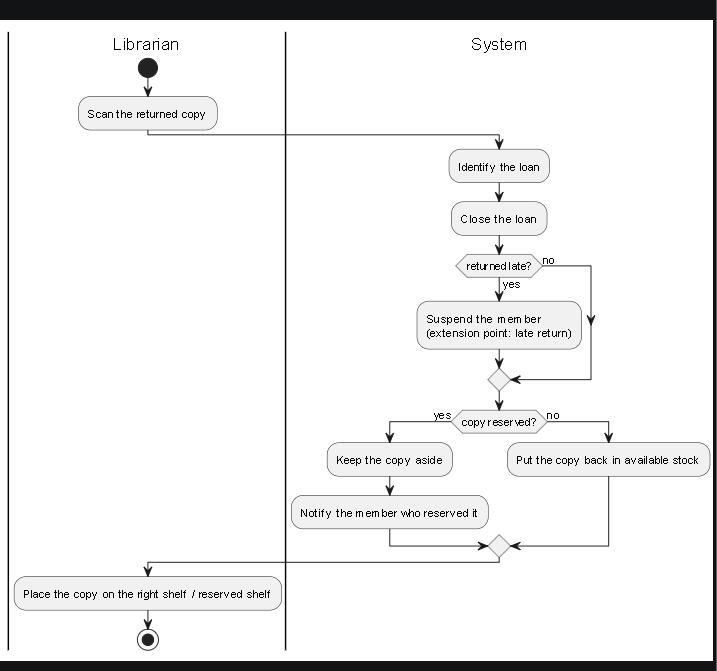 Librarian
System
Scan the returned copy
Identify the loan
Close the loan
returned late?
no
yes
Suspend the member
(extension point: late return)
yes
copy reserved?
no
Keep the copy aside
Put the copy back in available stock
Notify the member who reserved it
Place the copy on the right shelf / reserved shelf